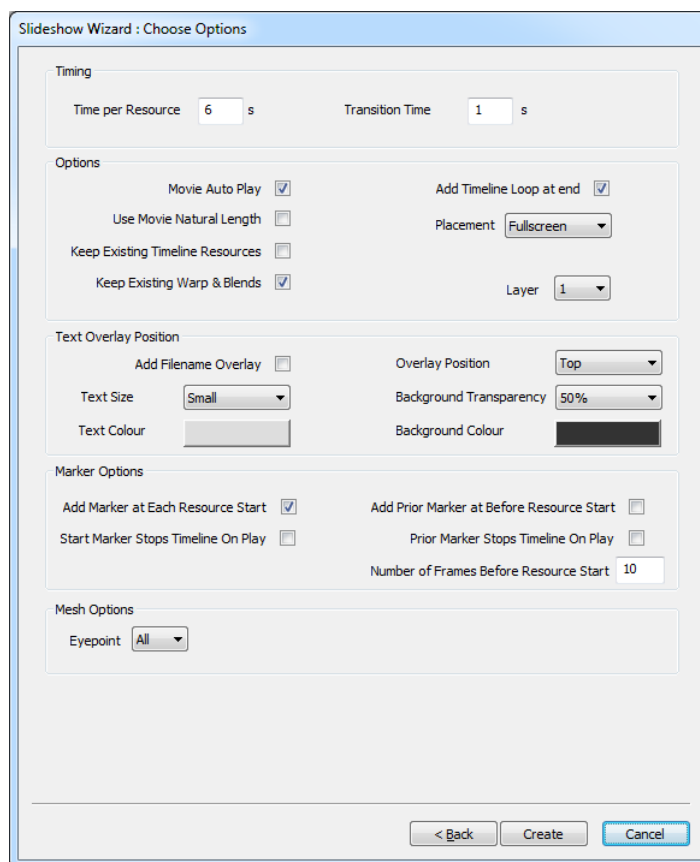 Slideshow Wizard : Choose Options
Timing
Time per Resource 6 s Transition Time 1 s
Options
Movie Auto Play Add Timeline Loop at end
Use Movie Natural Length
Placement Fullscreen
Keep Existing Timeline Resources
Keep Existing Warp & Blends
Layer 1
Text Overlay Position
Add Filename Overlay Overlay Position Top
Text Size Small Background Transparency 50%
Text Colour Background Colour
Marker Options
Add Marker at Each Resource Start Add Prior Marker at Before Resource Start
Start Marker Stops Timeline On Play Prior Marker Stops Timeline On Play
Number of Frames Before Resource Start 10
Mesh Options
Eyepoint All
< Back Create Cancel